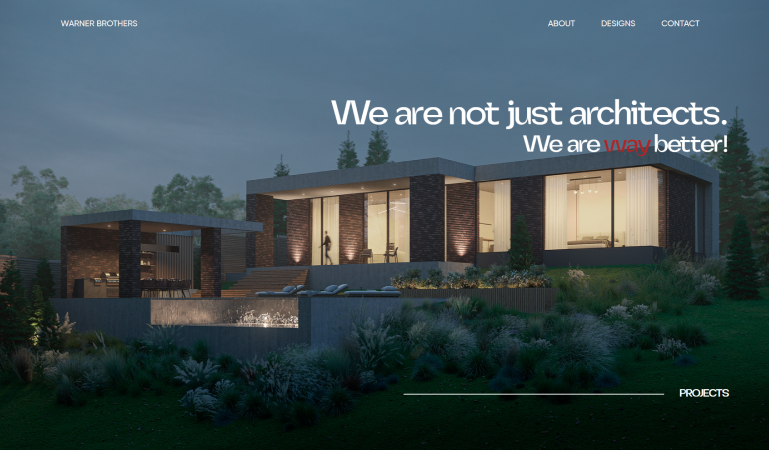 WARNER BROTHERS
ABOUT DESIGNS CONTACT
We are not just architects.
We are way better!
PROJECTS